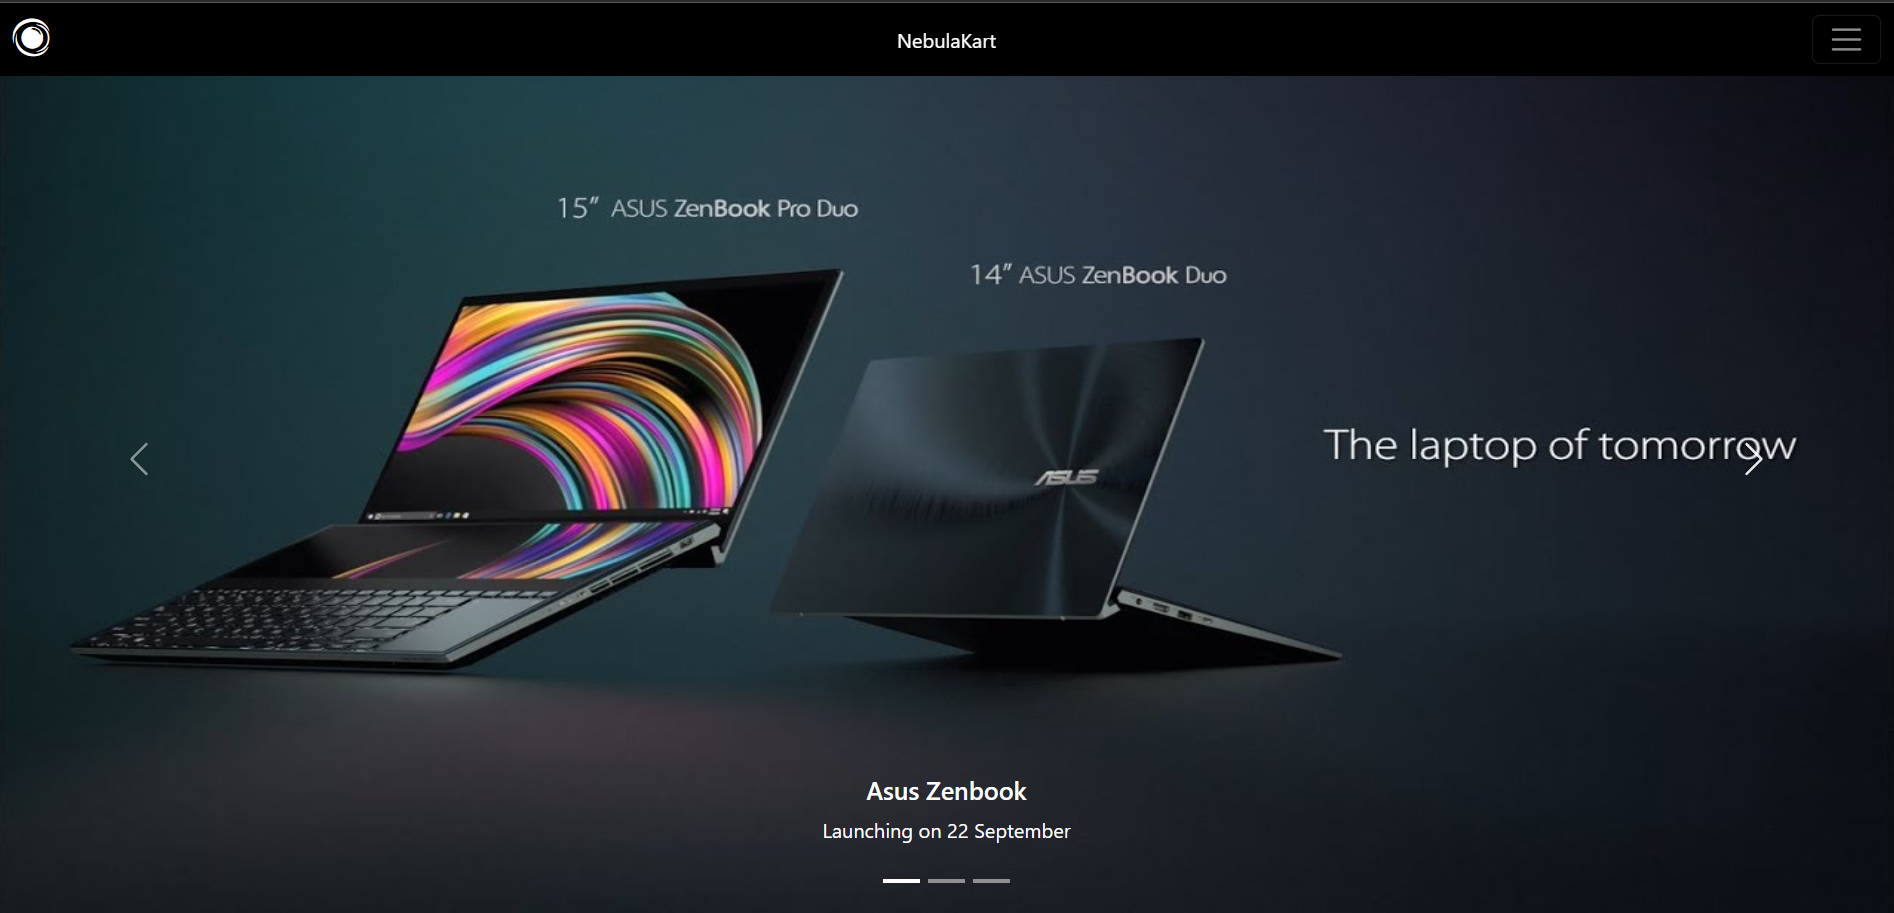 NebulaKart
15” ASUS ZenBook Pro Duo
14” ASUS ZenBook Duo
ASUS
The laptop of tomorrow
Asus Zenbook
Launching on 22 September